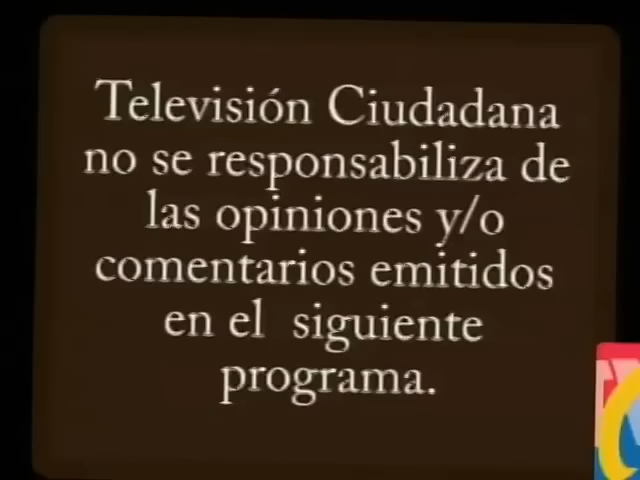 Televisión Ciudadana
no se responsabiliza de
las opiniones y/o
comentarios emitidos
en el siguiente
programa.